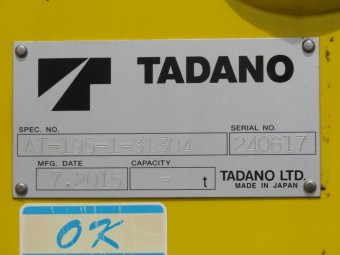 TADANO
SPEC. NO. SERIAL NO.
AT-195-1-31304 240617
MFG. DATE CAPACITY
7.2015 - t TADANO LTD.
MADE IN JAPAN
OK